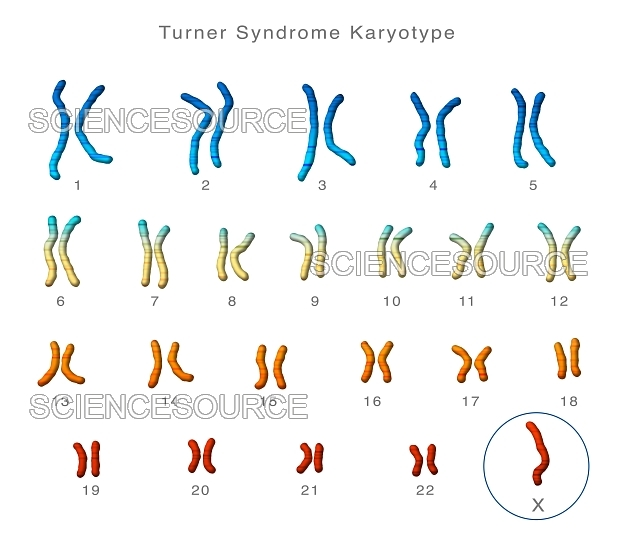 Turner Syndrome Karyotype
SCIENCESOURCE
1 2 3 4 5
SCIENCESOURCE
6 7 8 9 10 11 12
13 14 15 16 17 18
SCIENCESOURCE
19 20 21 22 X